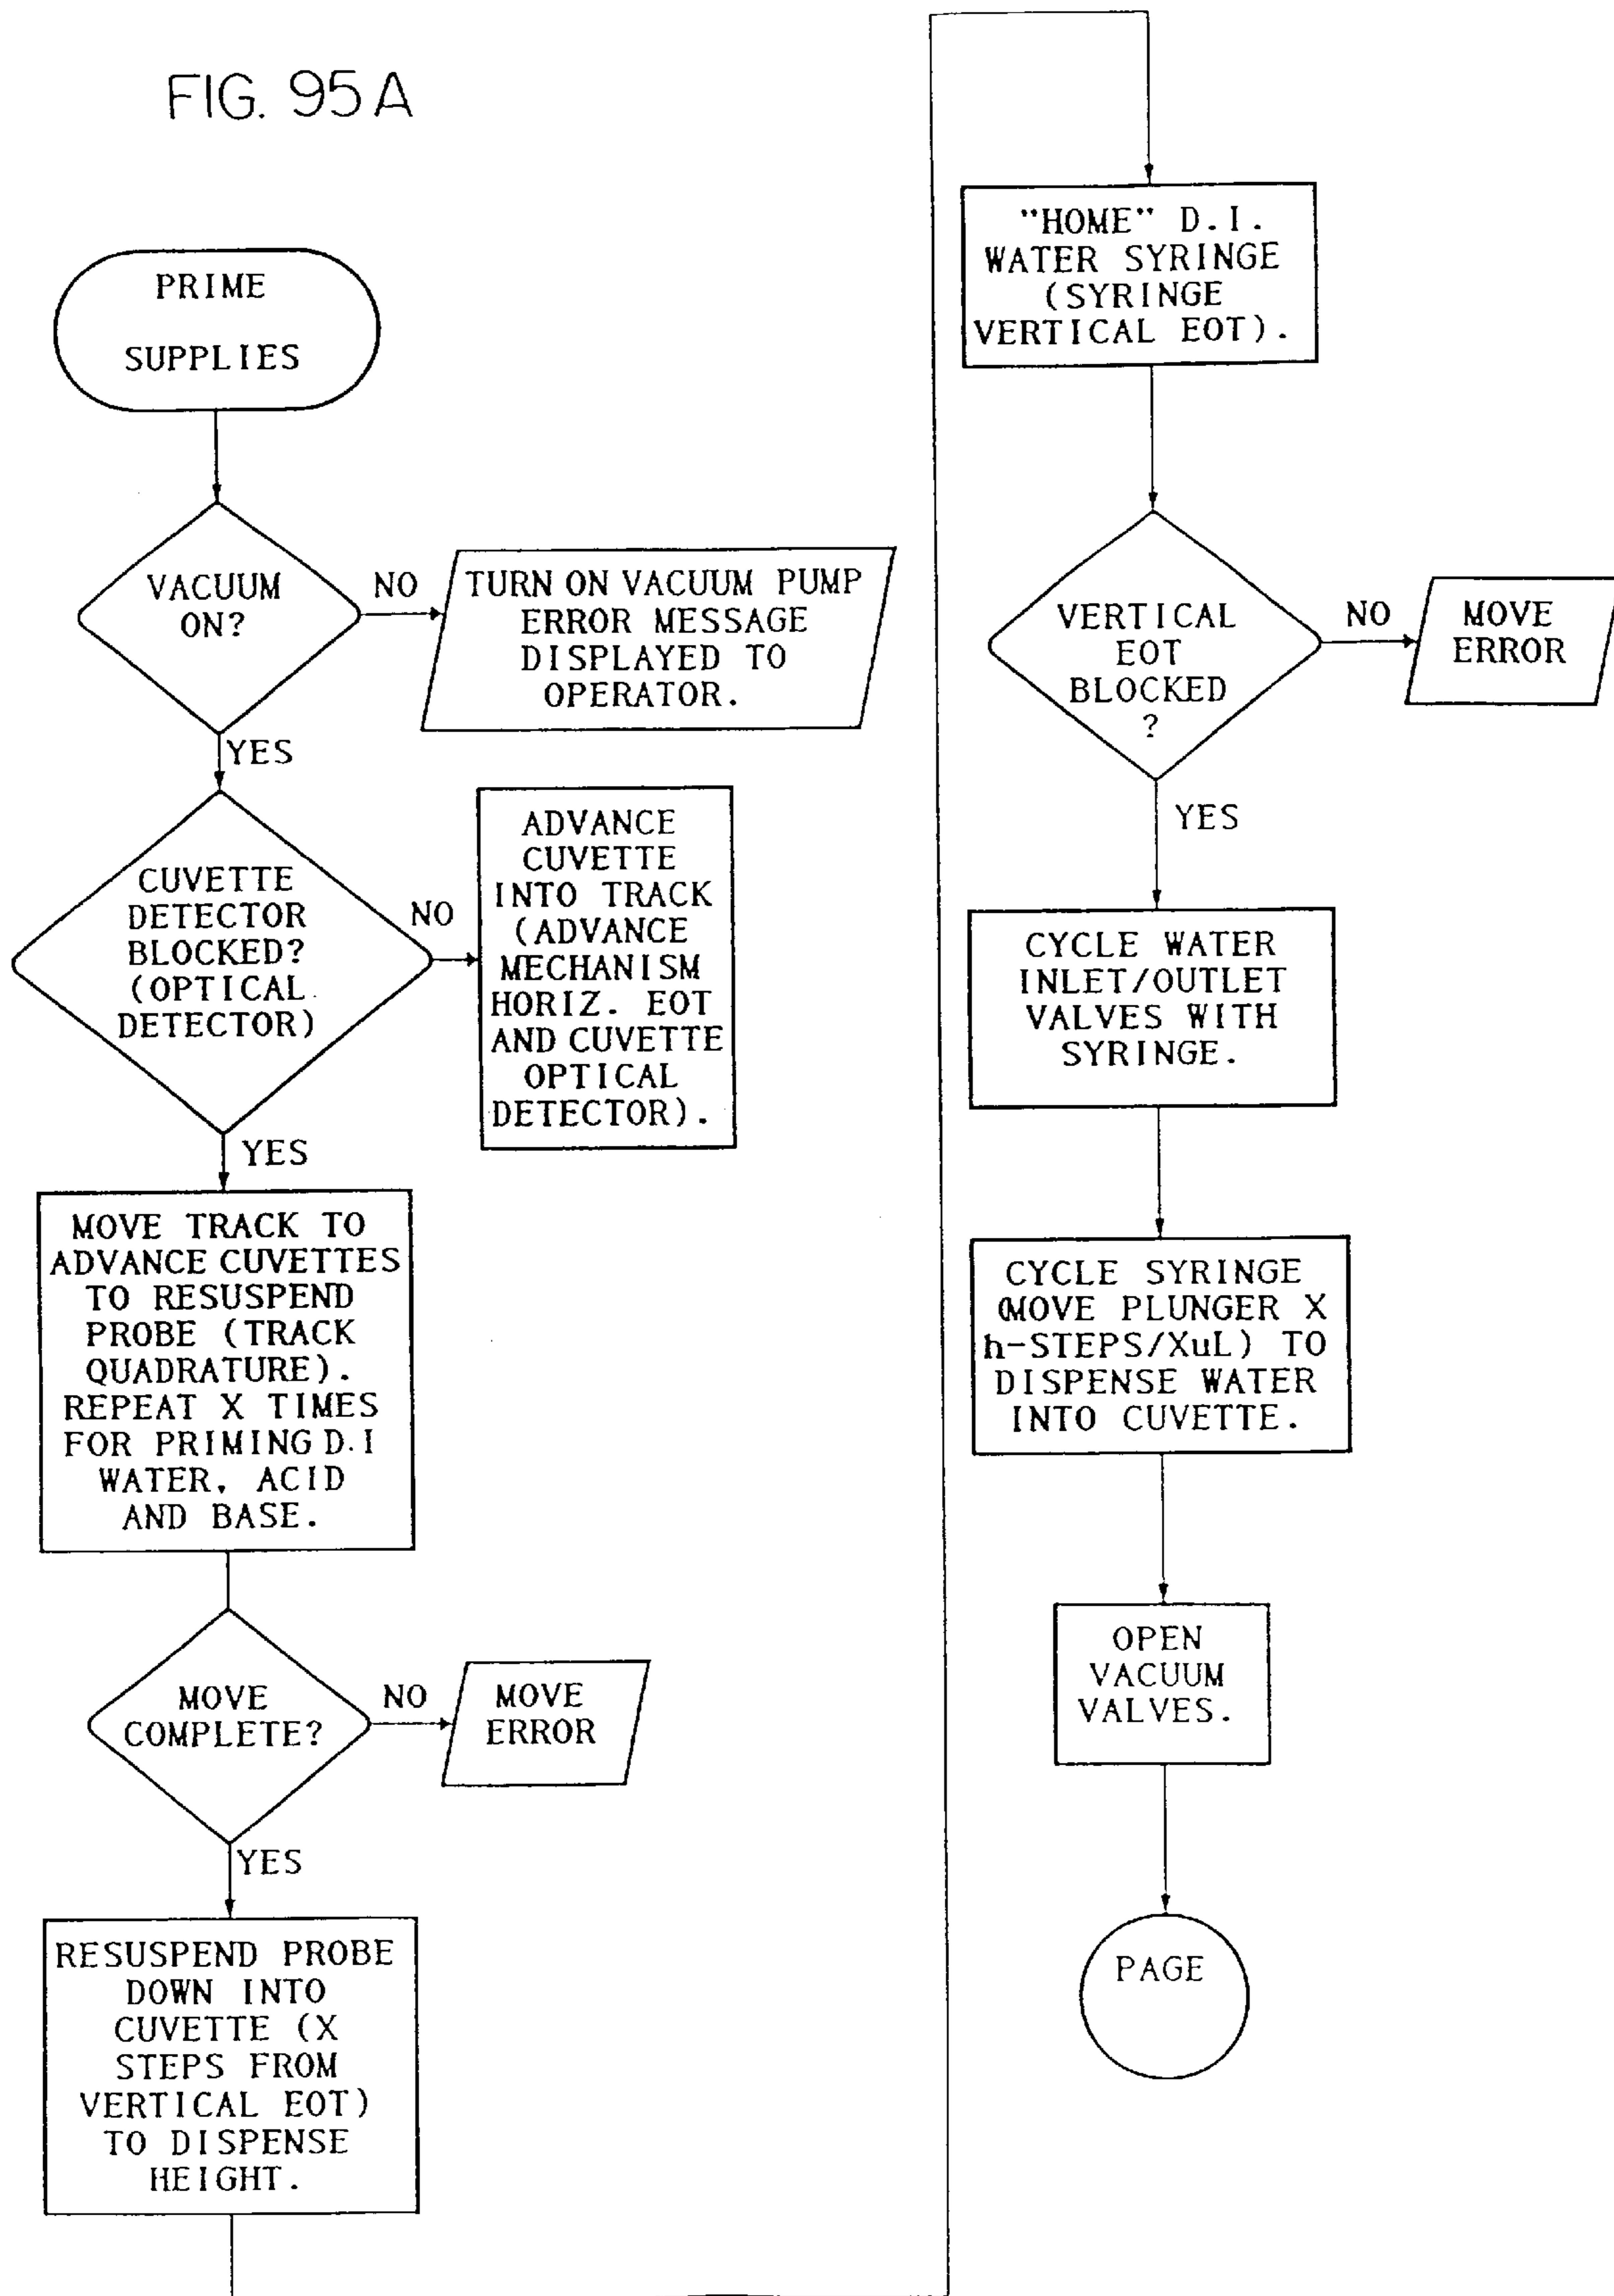 FIG. 95A
PRIME
SUPPLIES
VACUUM
ON?
NO
TURN ON VACUUM PUMP
ERROR MESSAGE
DISPLAYED TO
OPERATOR.
YES
CUVETTE
DETECTOR
BLOCKED?
(OPTICAL
DETECTOR)
NO
ADVANCE
CUVETTE
INTO TRACK
(ADVANCE
MECHANISM
HORIZ. EOT
AND CUVETTE
OPTICAL
DETECTOR).
YES
MOVE TRACK TO
ADVANCE CUVETTES
TO RESUSPEND
PROBE (TRACK
QUADRATURE).
REPEAT X TIMES
FOR PRIMING D.I
WATER, ACID
AND BASE.
MOVE
COMPLETE?
NO
MOVE
ERROR
YES
RESUSPEND PROBE
DOWN INTO
CUVETTE (X
STEPS FROM
VERTICAL EOT)
TO DISPENSE
HEIGHT.
"HOME" D.I.
WATER SYRINGE
(SYRINGE
VERTICAL EOT).
VERTICAL
EOT
BLOCKED
?
NO
MOVE
ERROR
YES
CYCLE WATER
INLET/OUTLET
VALVES WITH
SYRINGE.
CYCLE SYRINGE
(MOVE PLUNGER X
h-STEPS/XuL) TO
DISPENSE WATER
INTO CUVETTE.
OPEN
VACUUM
VALVES.
PAGE